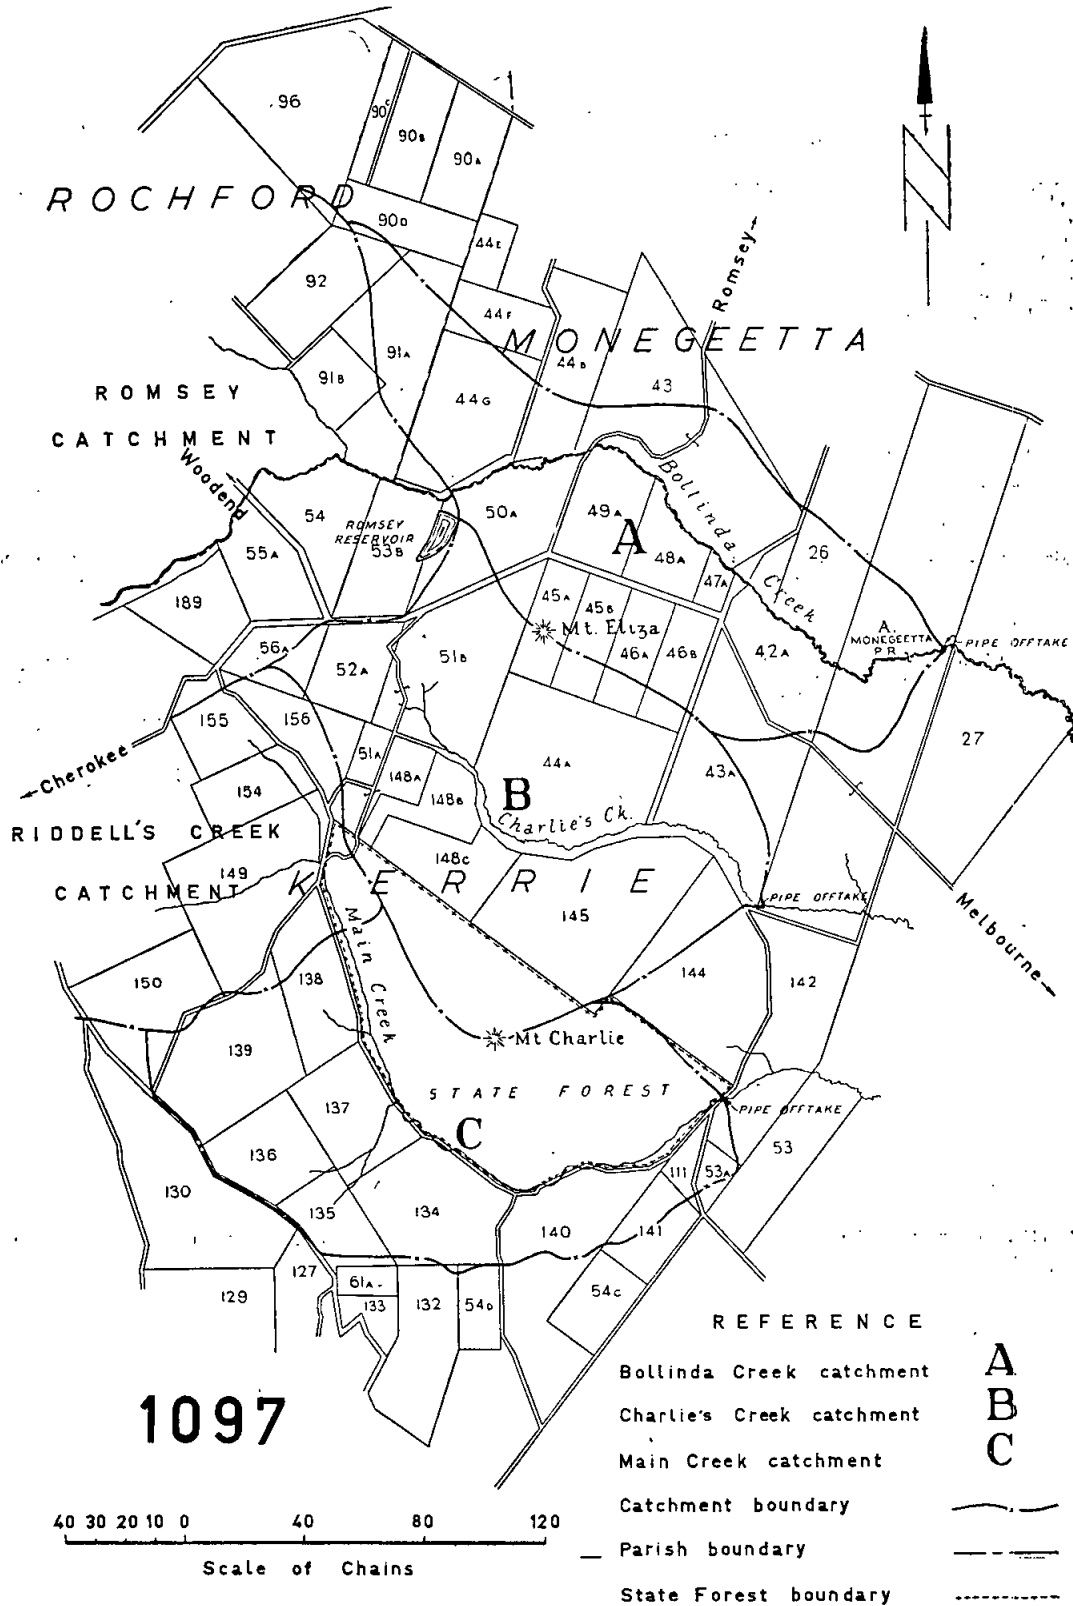 96
90C
90B
90A
ROCHFORD
90D
44E
92
Romsey
44F
MONEGEETTA
91A
44B
91B
43
44G
ROMSEY
CATCHMENT
Woodend
Bollinda Creek
54
50A
49A
A
ROMSEY
RESERVOIR
53B
55A
48A
47A
26
189
45A
45B
Mt. Eliza
A.
MONEGEETTA
P.R.
PIPE OFFTAKE
56A
52A
51B
46A
46B
42A
155
156
27
51A
148A
44A
43A
Cherokee
154
148B
B
Charlie's Ck.
RIDDELL'S CREEK
CATCHMENT
149
148C
KERRIE
145
PIPE OFFTAKE
Melbourne
Main Creek
150
138
144
142
139
Mt Charlie
STATE FOREST
137
C
PIPE OFFTAKE
136
53
111
53A
130
135
134
140
141
127
61A
129
133
132
54D
54C
1097
REFERENCE
Bollinda Creek catchment A
Charlie's Creek catchment B
Main Creek catchment C
Catchment boundary
Parish boundary
State Forest boundary
40 30 20 10 0 40 80 120
Scale of Chains